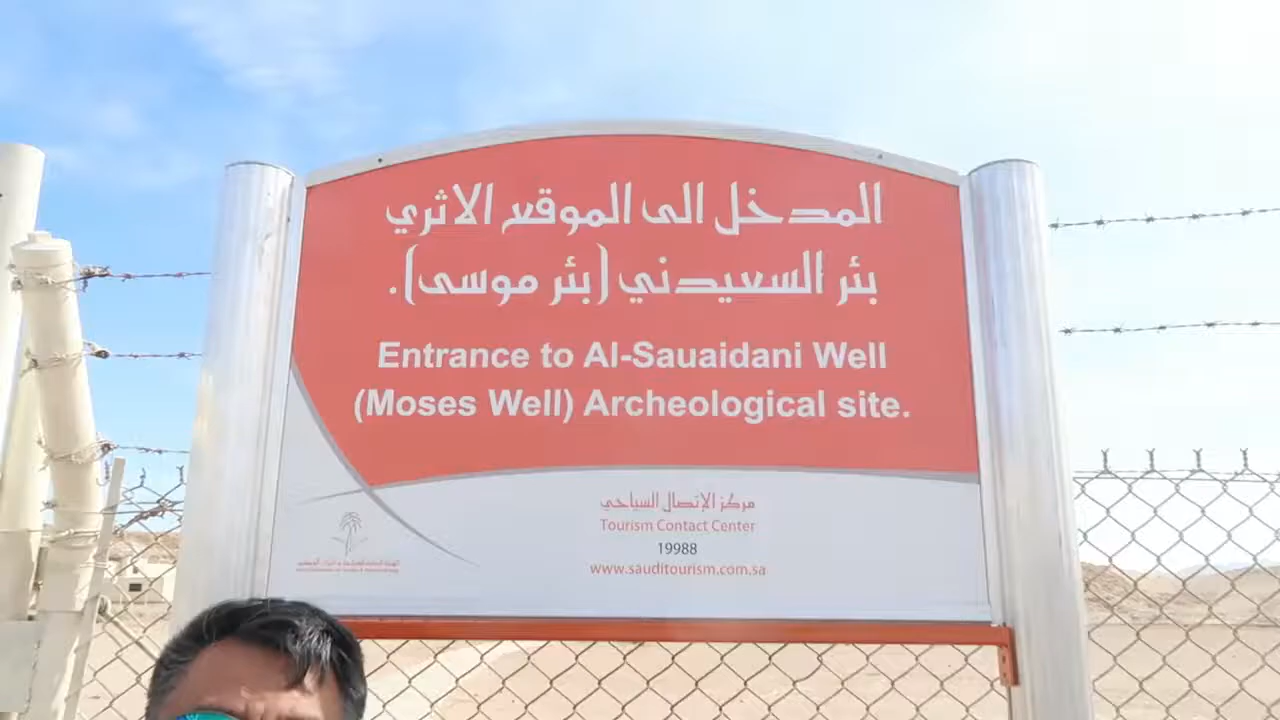 المدخل الى الموقع الاثري
بئر السعيدني (بئر موسى).
Entrance to Al-Sauaidani Well
(Moses Well) Archeological site.
مركز الإتصال السياحي
Tourism Contact Center
19988
www.sauditourism.com.sa